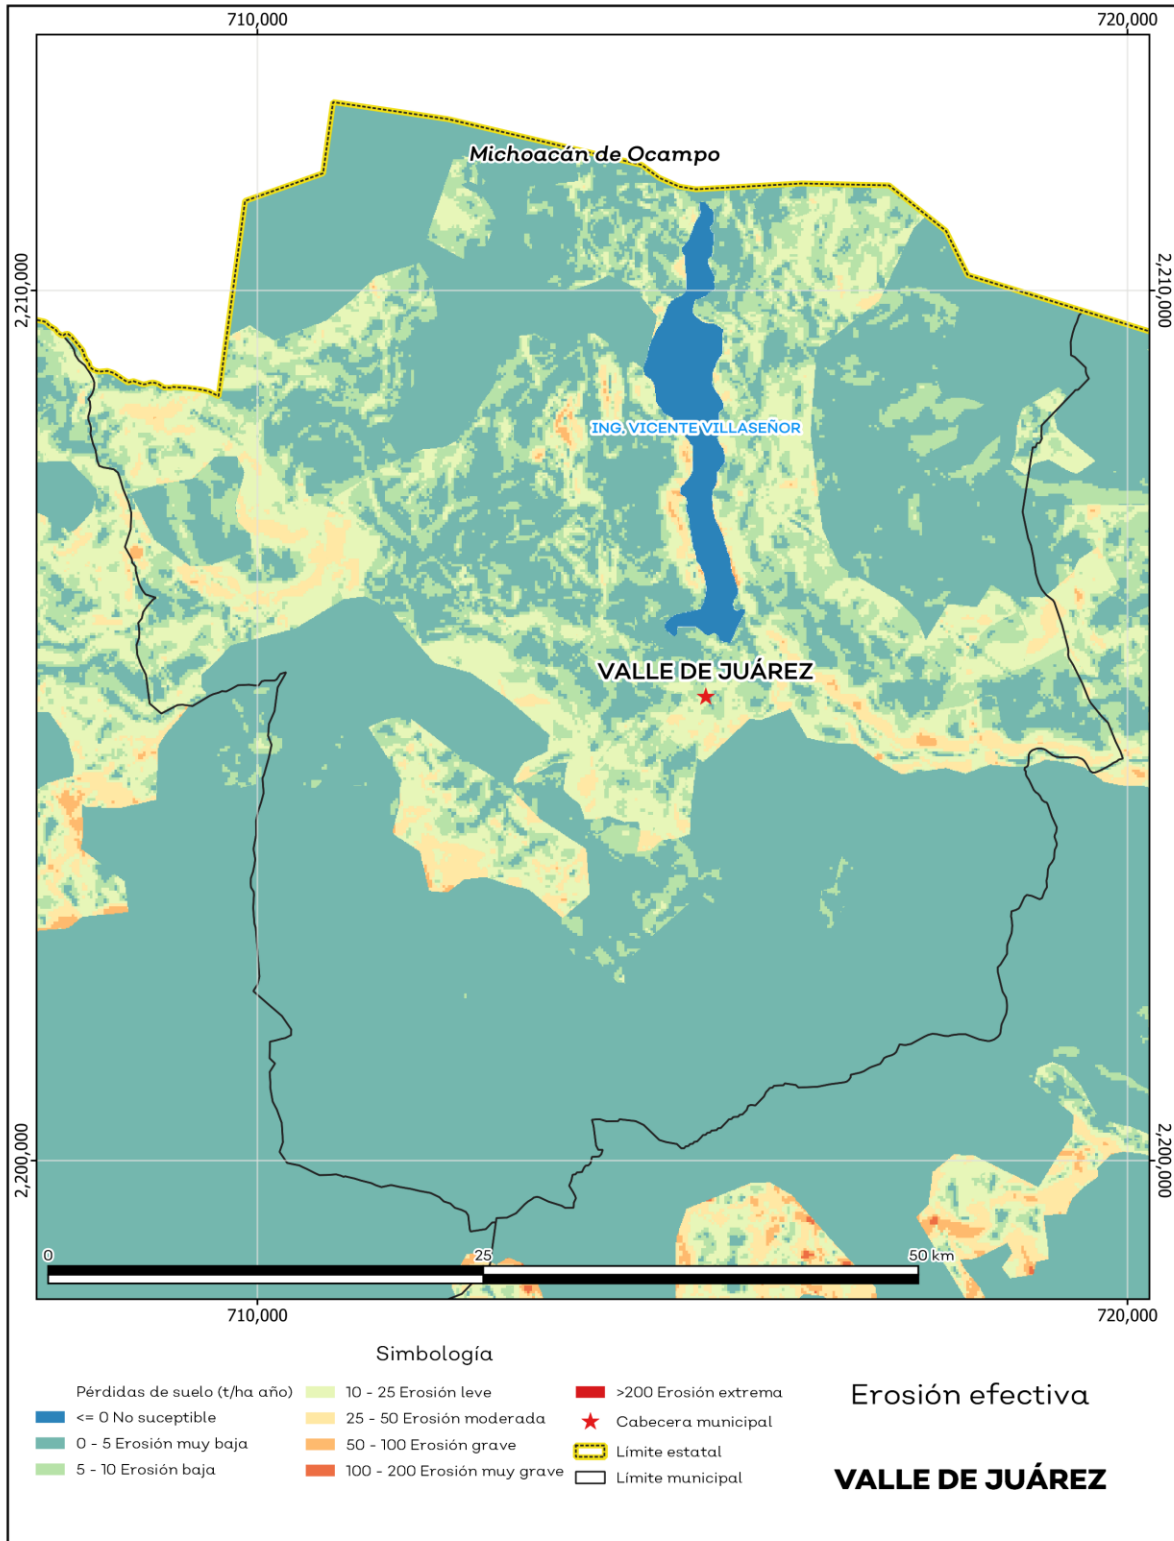 710,000
720,000
Michoacán de Ocampo
2,210,000
2,210,000
ING. VICENTE VILLASEÑOR
VALLE DE JUÁREZ
2,200,000
2,200,000
0
25
50 km
710,000
720,000
Simbología
Pérdidas de suelo (t/ha año)
<= 0 No suceptible
0 - 5 Erosión muy baja
5 - 10 Erosión baja
10 - 25 Erosión leve
25 - 50 Erosión moderada
50 - 100 Erosión grave
100 - 200 Erosión muy grave
>200 Erosión extrema
Cabecera municipal
Límite estatal
Límite municipal
Erosión efectiva
VALLE DE JUÁREZ